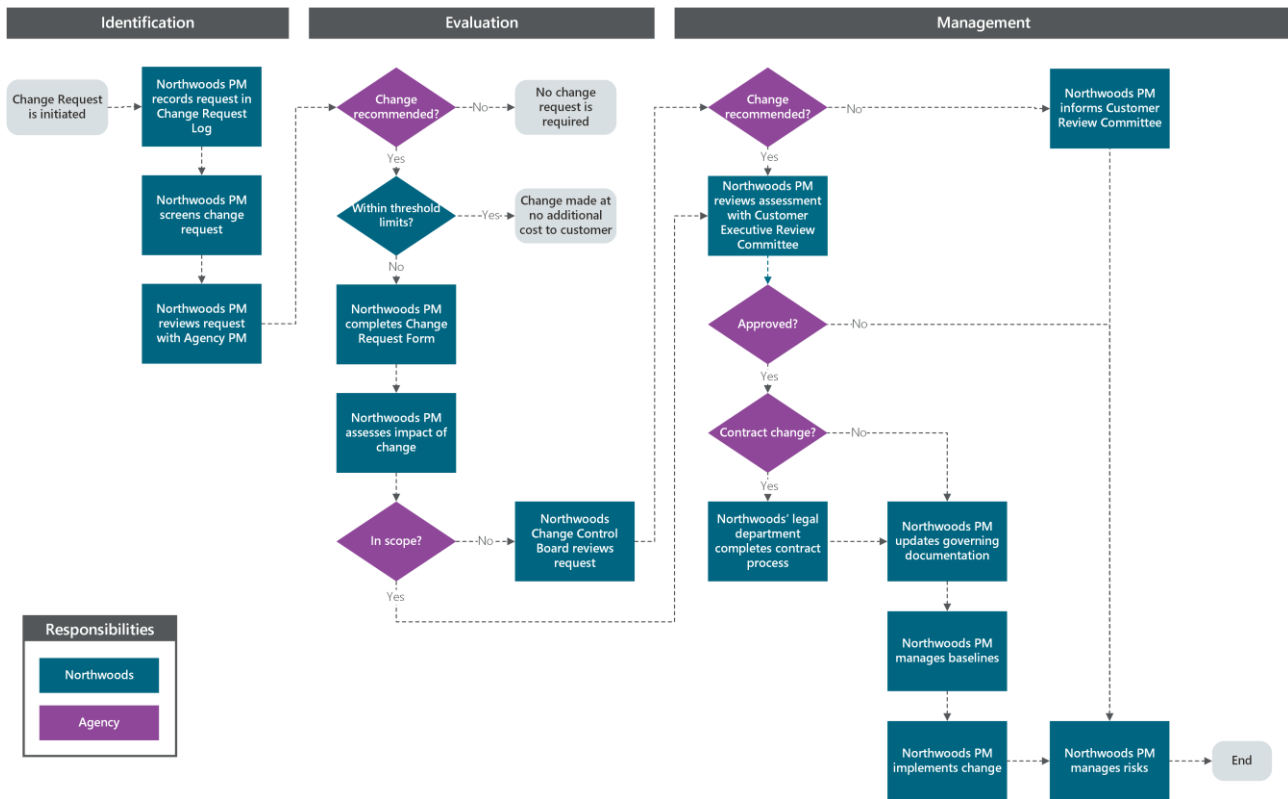 Identification
Evaluation
Management
Change Request
is initiated
Northwoods PM
records request in
Change Request
Log
Northwoods PM
screens change
request
Northwoods PM
reviews request
with Agency PM
Change
recommended?
No
No change
request is
required
Yes
Within threshold
limits?
Yes
Change made at
no additional
cost to customer
No
Northwoods PM
completes Change
Request Form
Northwoods PM
assesses impact of
change
In scope?
No
Northwoods
Change Control
Board reviews
request
Yes
Change
recommended?
No
Northwoods PM
informs Customer
Review Committee
Yes
Northwoods PM
reviews assessment
with Customer
Executive Review
Committee
Approved?
No
Yes
Contract change?
No
Yes
Northwoods' legal
department
completes contract
process
Northwoods PM
updates governing
documentation
Northwoods PM
manages baselines
Northwoods PM
implements change
Northwoods PM
manages risks
End
Responsibilities
Northwoods
Agency